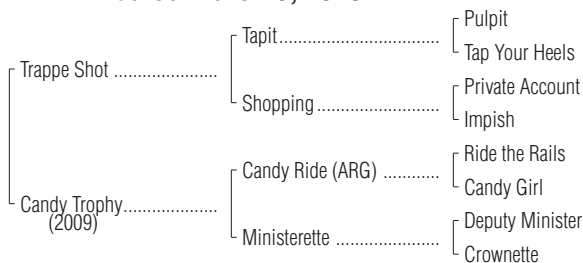 Trappe Shot
Tapit
Pulpit
Tap Your Heels
Shopping
Private Account
Impish
Candy Trophy
(2009)
Candy Ride (ARG)
Ride the Rails
Candy Girl
Ministerette
Deputy Minister
Crownette